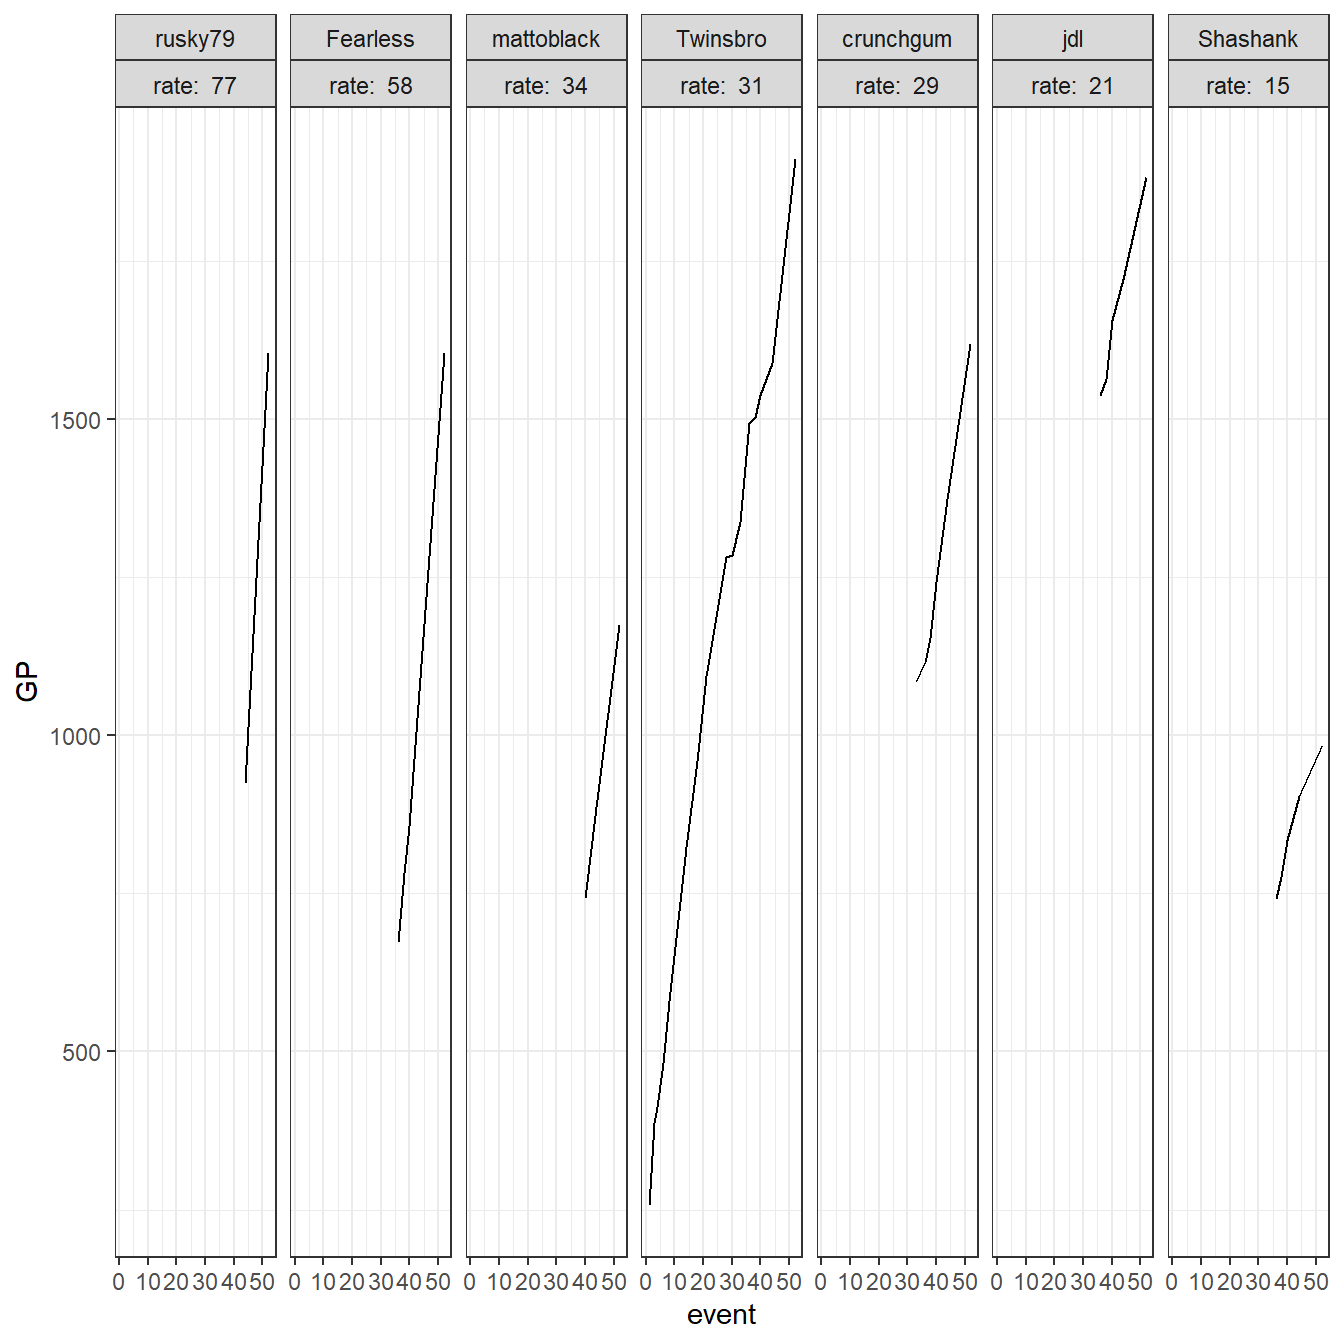 rusky79 Fearless mattoblack Twinsbro crunchgum jdl Shashank
rate: 77 rate: 58 rate: 34 rate: 31 rate: 29 rate: 21 rate: 15
GP
1500
1000
500
0 10 20 30 40 50 0 10 20 30 40 50 0 10 20 30 40 50 0 10 20 30 40 50 0 10 20 30 40 50 0 10 20 30 40 50 0 10 20 30 40 50
event